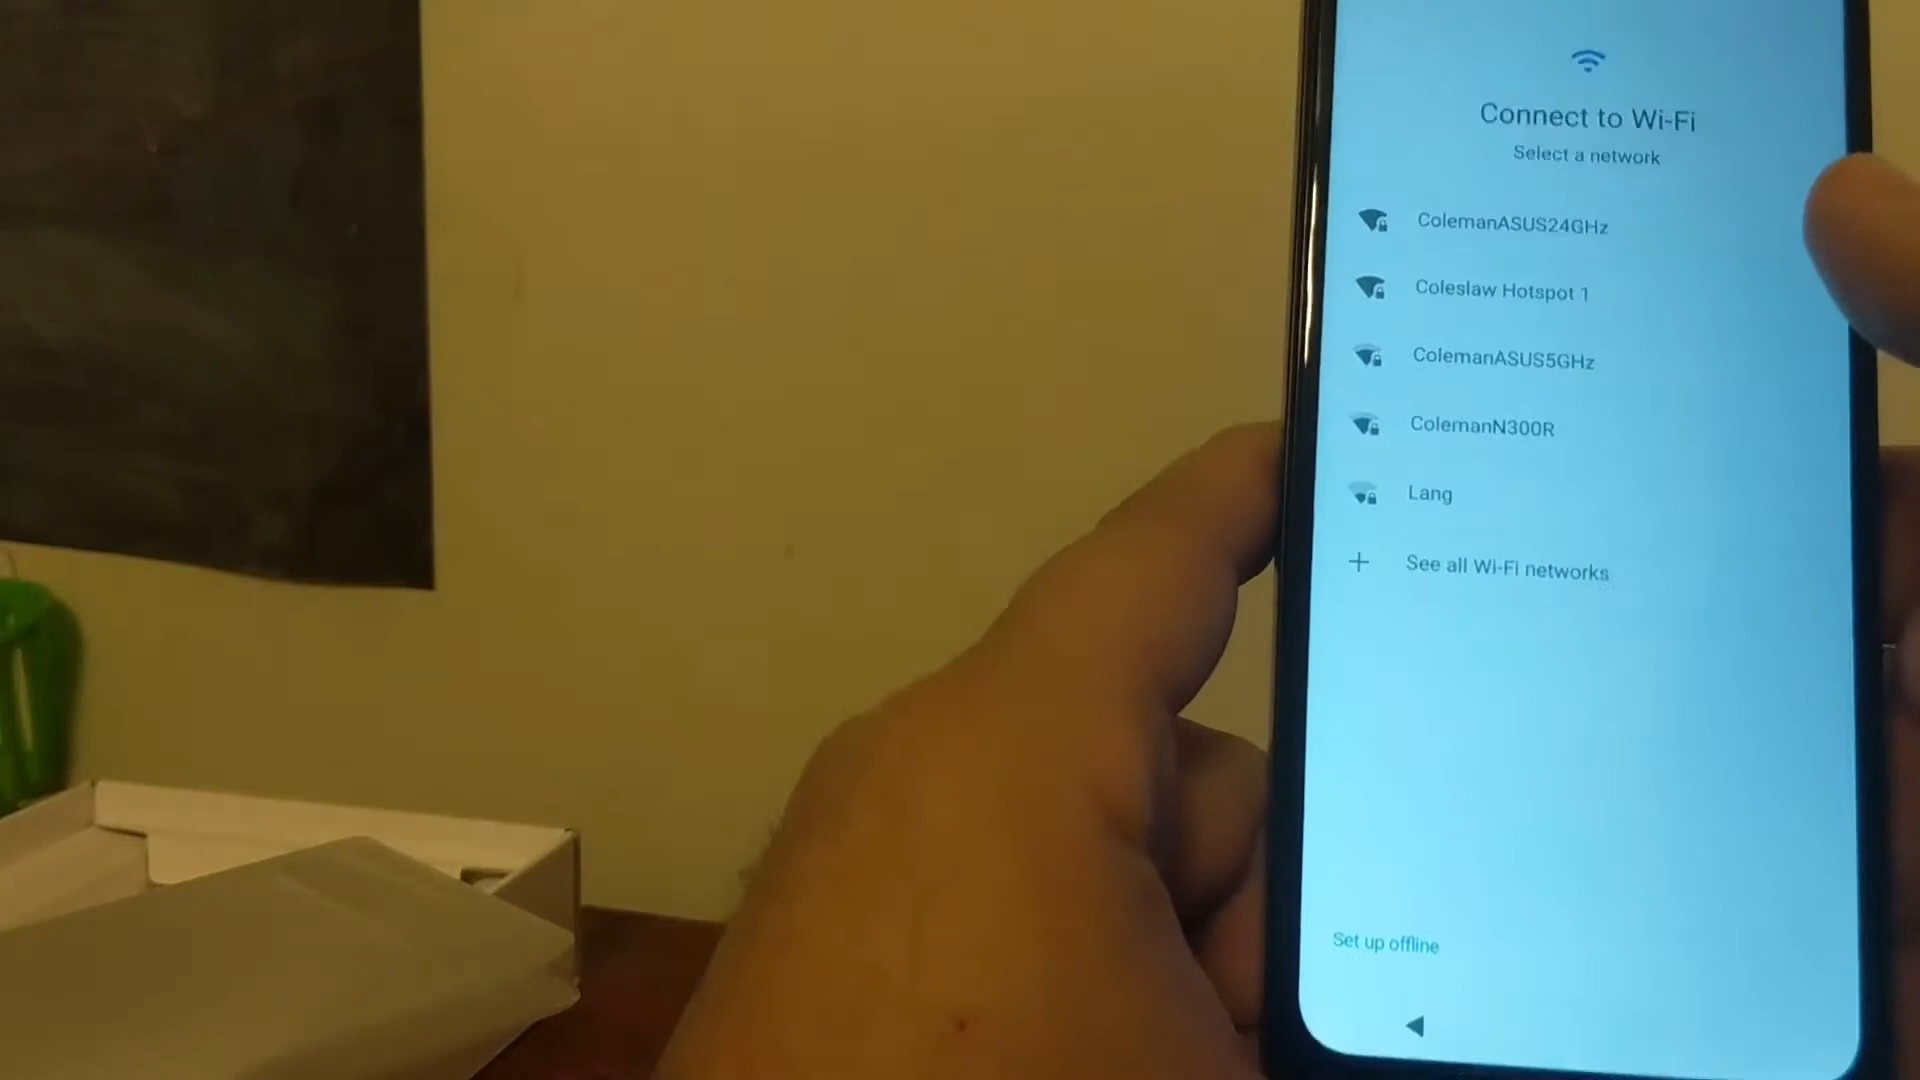 Connect to Wi-Fi
Select a network
ColemanASUS24GHz
Coleslaw Hotspot 1
ColemanASUS5GHz
ColemanN300R
Lang
See all Wi-Fi networks
Set up offline